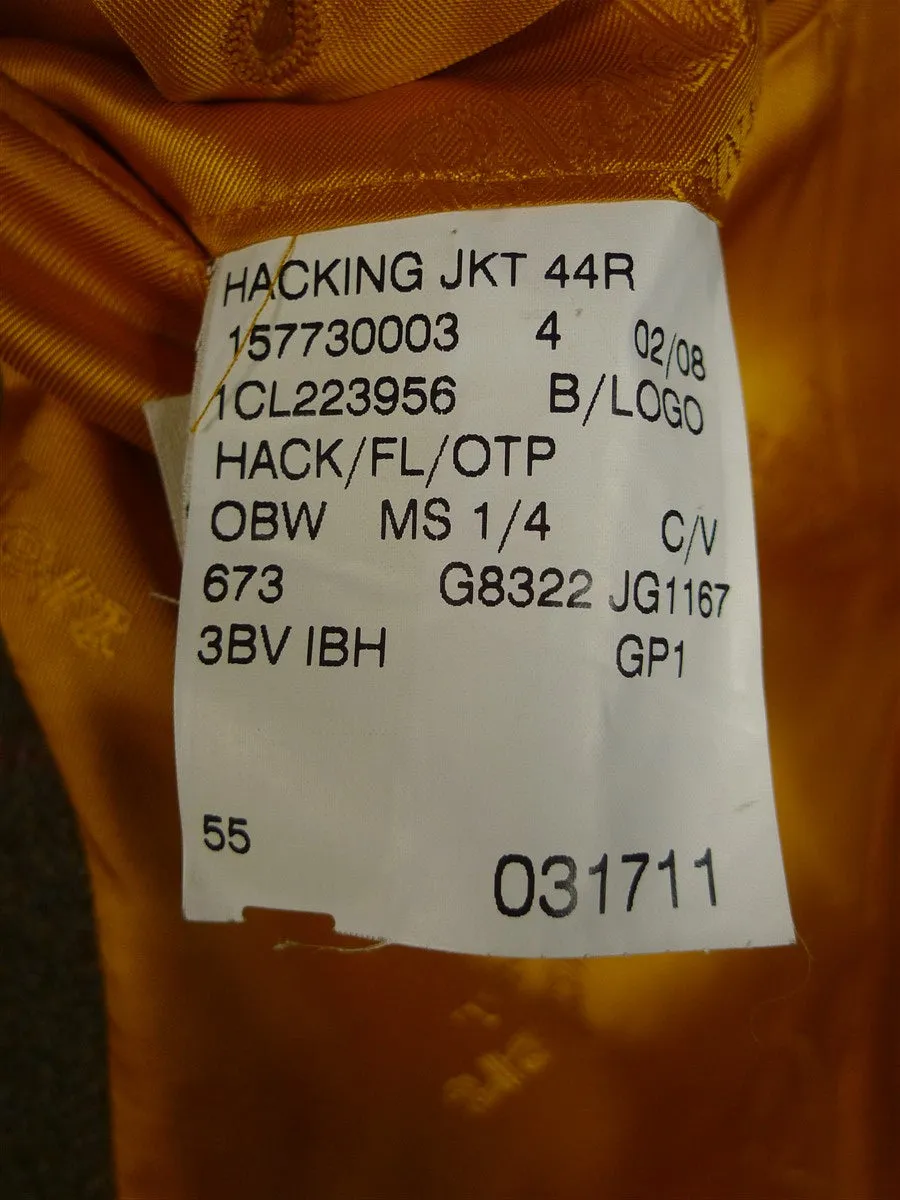 HACKING JKT 44R
157730003 4 02/08
1CL223956 B/LOGO
HACK/FL/OTP
OBW MS 1/4 C/V
673 G8322 JG1167
3BV IBH GP1
55
031711